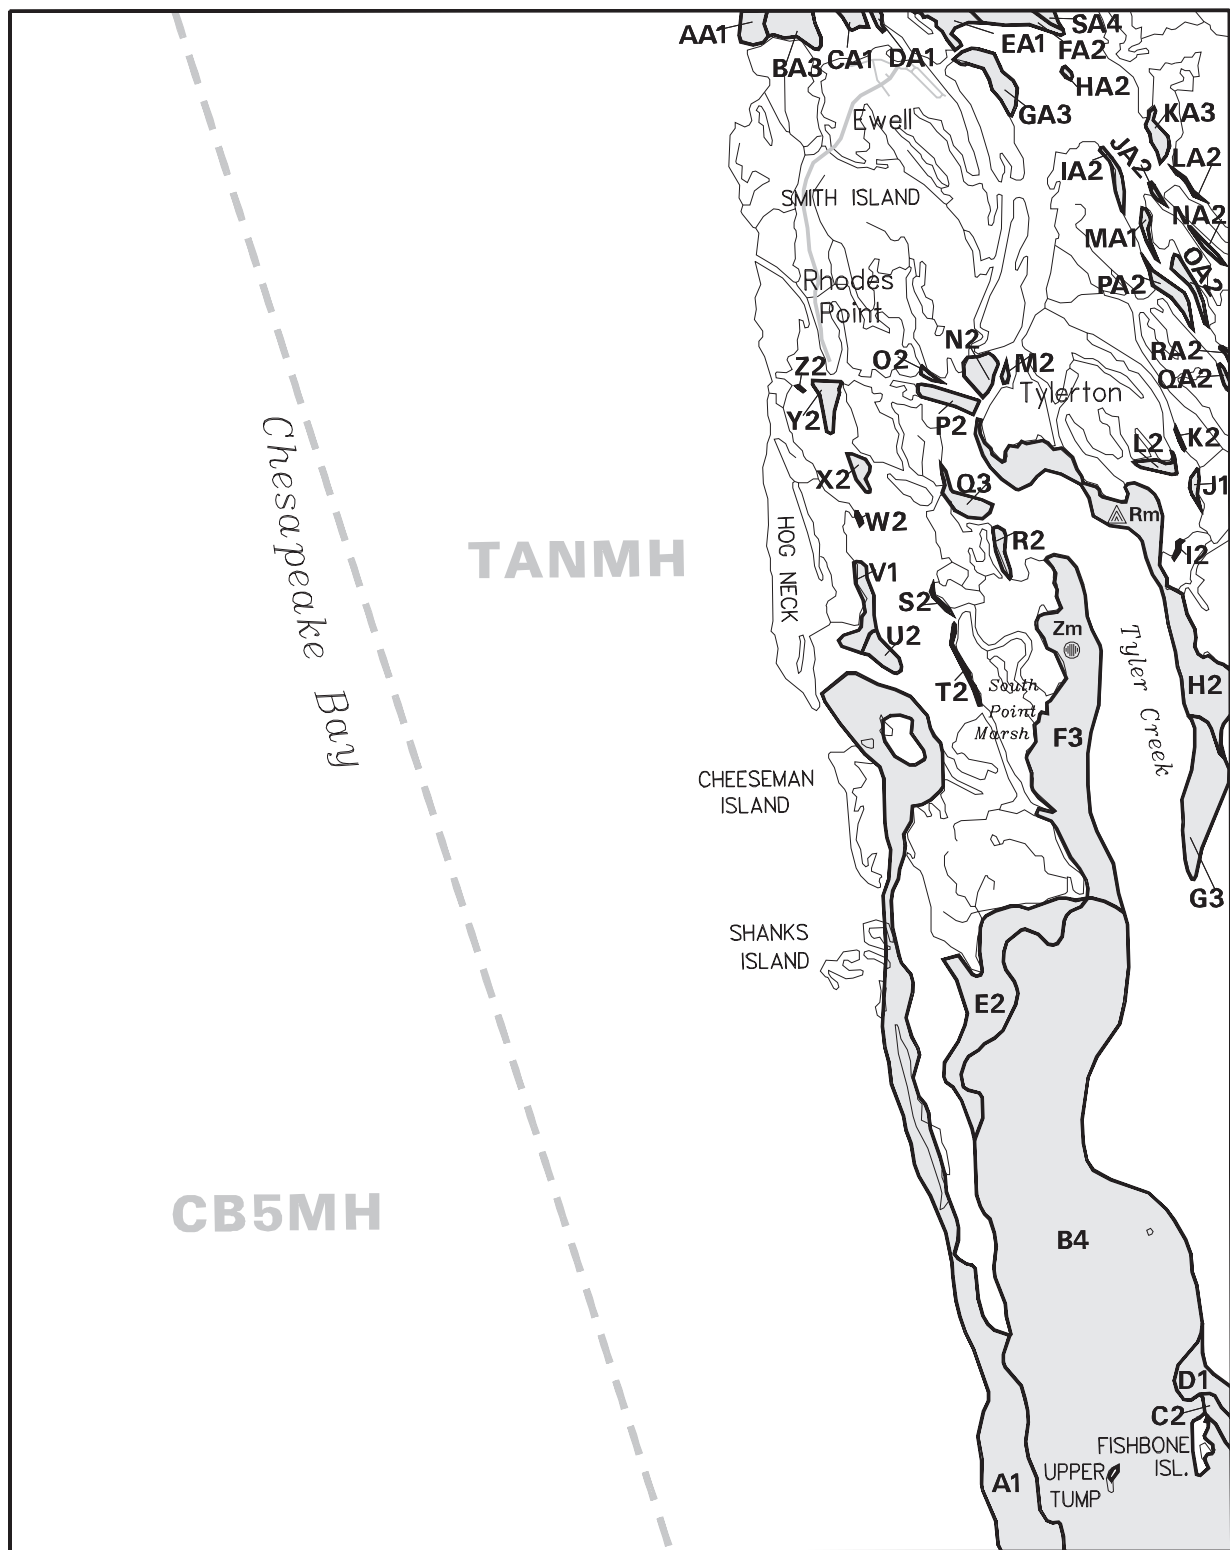 AA1
BA3
CA1
DA1
EA1
SA4
FA2
HA2
GA3
KA3
Ewell
JA2
LA2
IA2
SMITH ISLAND
NA2
MA1
OA2
PA2
Rhodes
Point
N2
RA2
O2
M2
Z2
QA2
Tylerton
Y2
P2
K2
L2
X2
Q3
J1
W2
Rm
HOG NECK
R2
I2
TANMH
Chesapeake Bay
V1
S2
U2
Zm
Tyler Creek
T2
South
Point
Marsh
H2
F3
CHEESEMAN
ISLAND
G3
SHANKS
ISLAND
E2
CB5MH
B4
D1
C2
FISHBONE
ISL.
UPPER
TUMP
A1